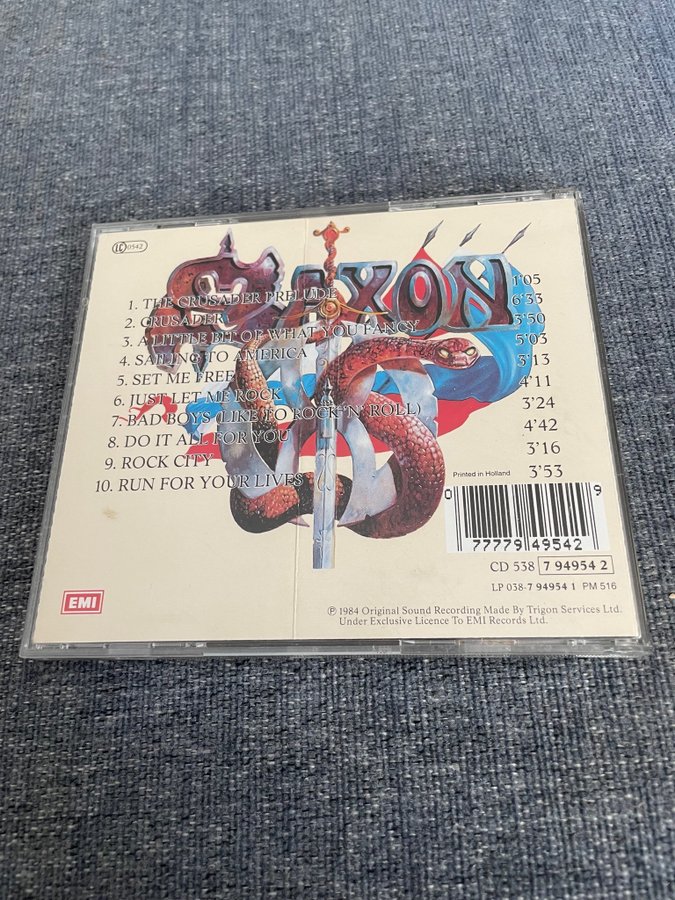 LC 0542
SAXON
1. THE CRUSADER PRELUDE 1'05
2. CRUSADER 6'33
3. A LITTLE BIT OF WHAT YOU FANCY 3'50
4. SAILING TO AMERICA 5'03
5. SET ME FREE 3'13
6. JUST LET ME ROCK 4'11
7. BAD BOYS (LIKE TO ROCK 'N' ROLL) 3'24
8. DO IT ALL FOR YOU 4'42
9. ROCK CITY 3'16
10. RUN FOR YOUR LIVES 3'53
Printed in Holland
0 77779 49542 9
CD 538 7 94954 2
LP 038-7 94954 1 PM 516
EMI
℗ 1984 Original Sound Recording Made By Trigon Services Ltd.
Under Exclusive Licence To EMI Records Ltd.